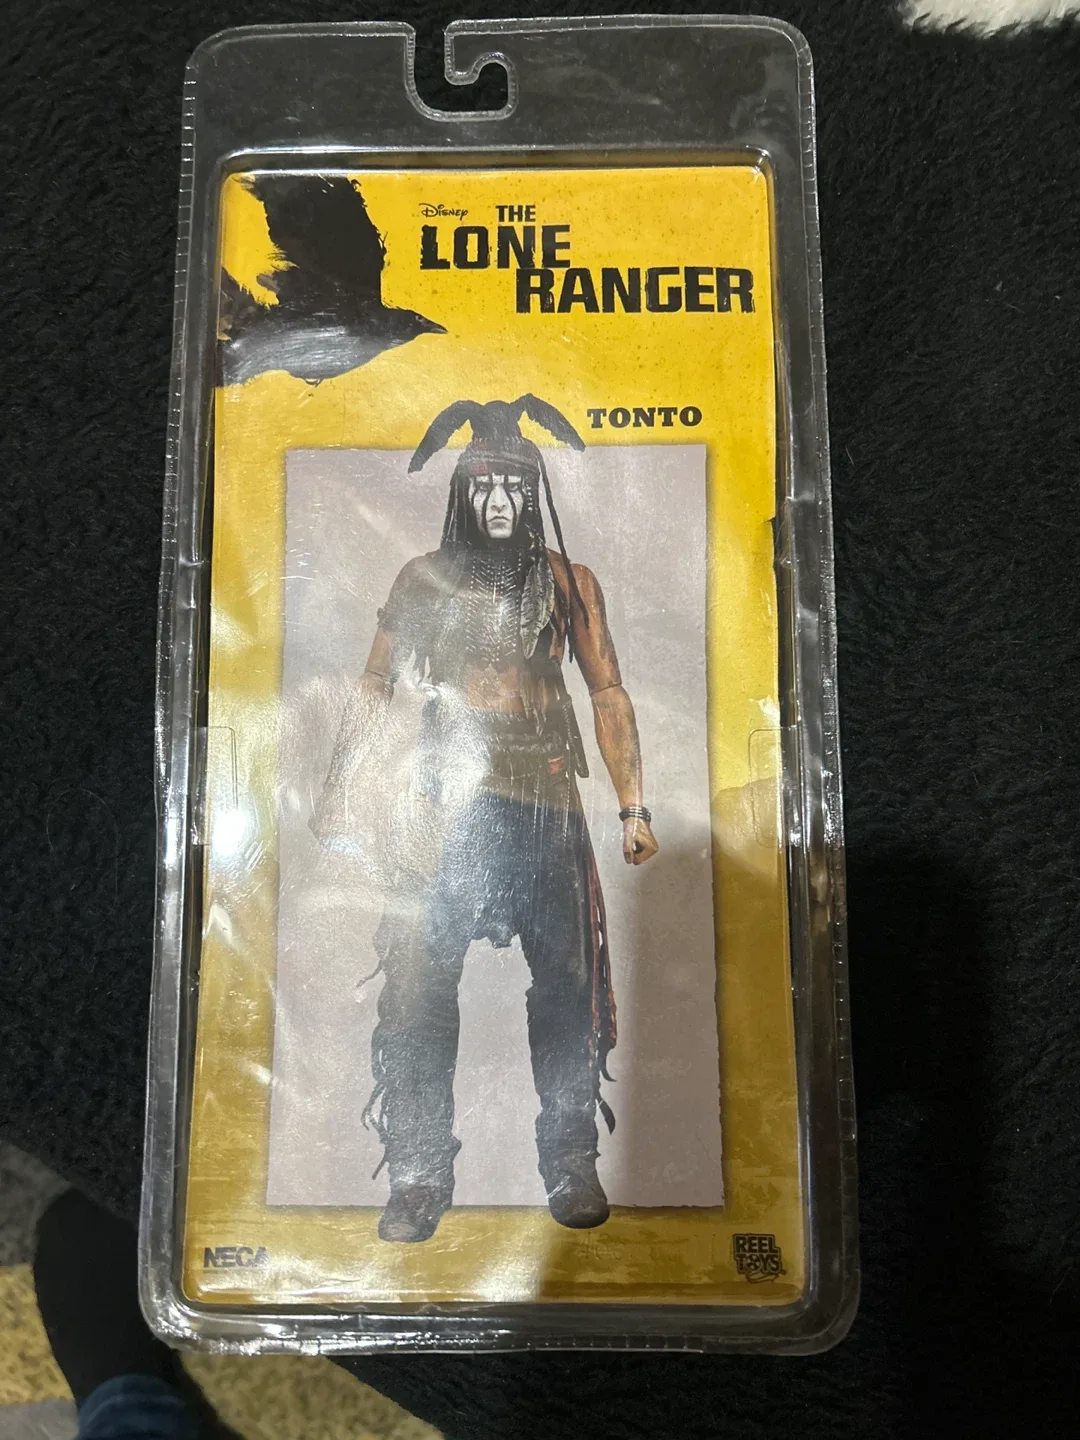 Disney
THE
LONE
RANGER
TONTO
NECA
REEL
TOYS